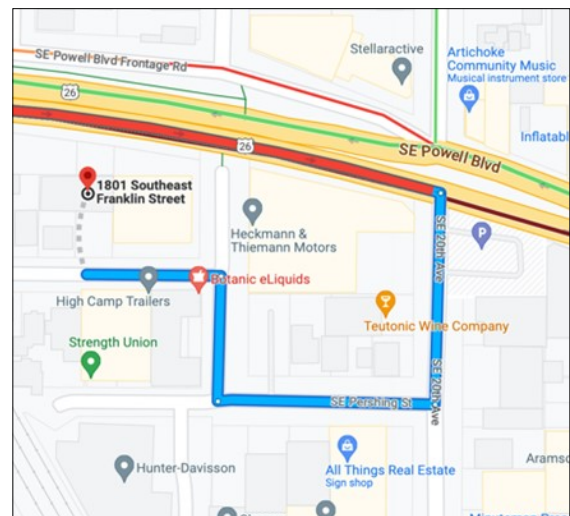 SE Powell Blvd Frontage Rd
Stellaractive
Artichoke
Community Music
Musical instrument store
26
26
SE Powell Blvd
Inflatabl
1801 Southeast
Franklin Street
Heckmann &
Thiemann Motors
SE 20th Ave
P
High Camp Trailers
Botanic eLiquids
Teutonic Wine Company
Strength Union
SE Pershing St
SE 20th Ave
Hunter-Davisson
All Things Real Estate
Sign shop
Aramso